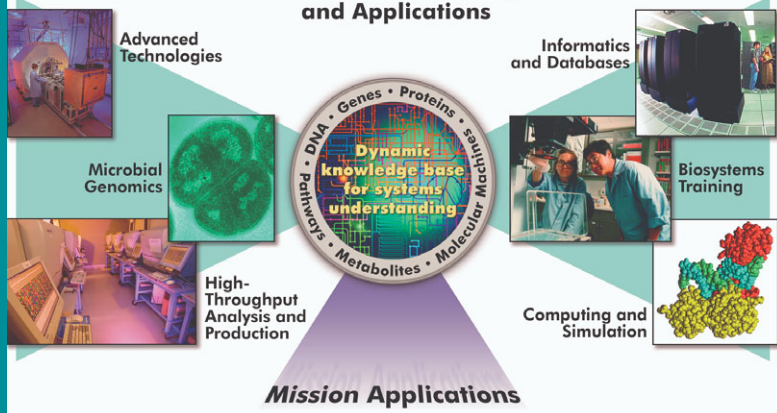 and Applications
Advanced
Technologies
Informatics
and Databases
DNA • Genes • Proteins • Molecular Machines • Metabolites • Pathways •
Dynamic
knowledge base
for systems
understanding
Microbial
Genomics
Biosystems
Training
High-
Throughput
Analysis and
Production
Computing and
Simulation
Mission Applications